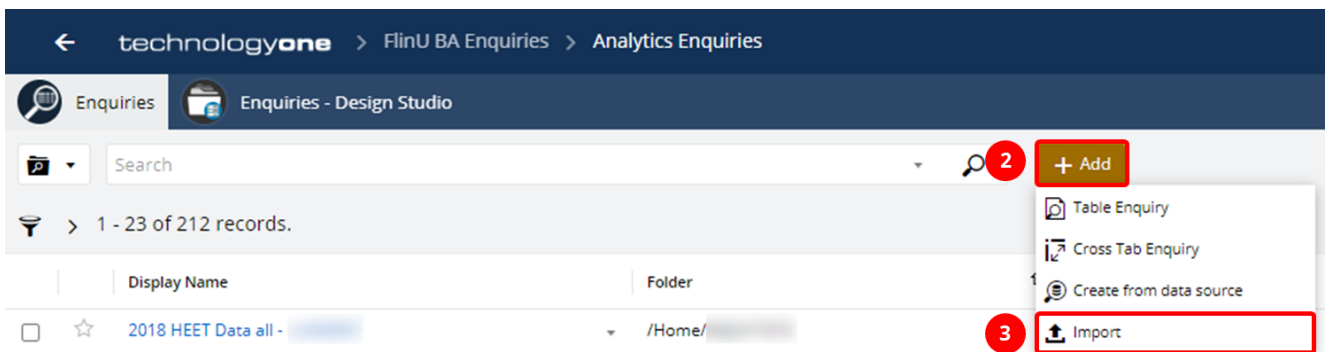 technologyone > FlinU BA Enquiries > Analytics Enquiries
Enquiries Enquiries - Design Studio
Search 2 + Add
Table Enquiry
> 1 - 23 of 212 records.
Cross Tab Enquiry
Display Name Folder
Create from data source
2018 HEET Data all - /Home/ 3 Import